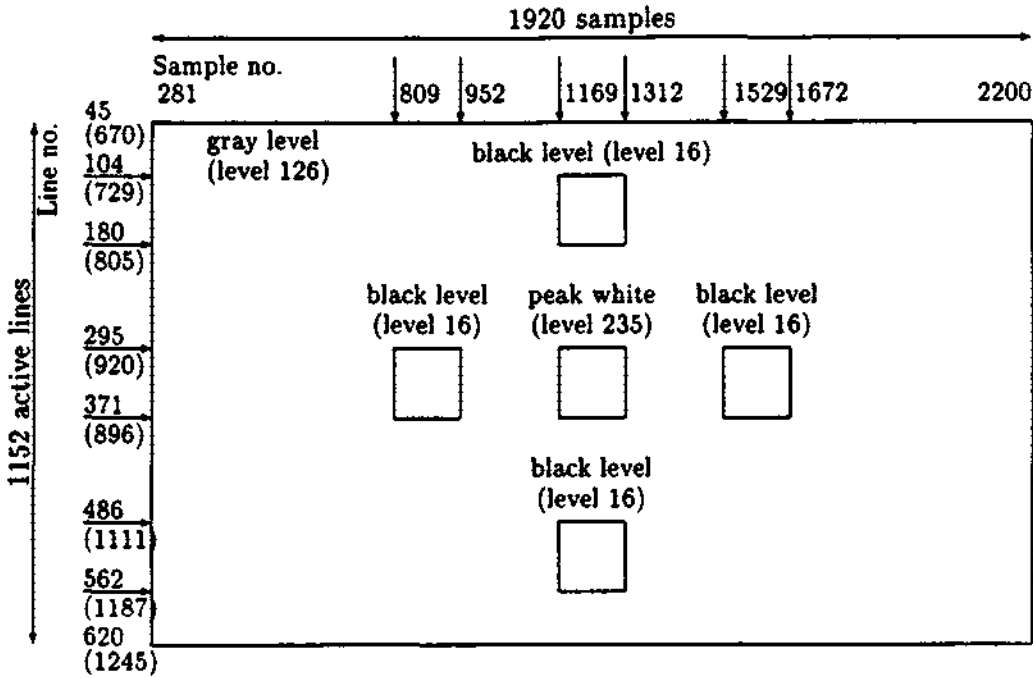 1920 samples
Sample no.
281 809 952 1169 1312 1529 1672 2200
Line no.
1152 active lines
45
(670)
gray level
(level 126)
black level (level 16)
104
(729)
180
(805)
black level
(level 16)
peak white
(level 235)
black level
(level 16)
295
(920)
371
(896)
black level
(level 16)
486
(1111)
562
(1187)
620
(1245)